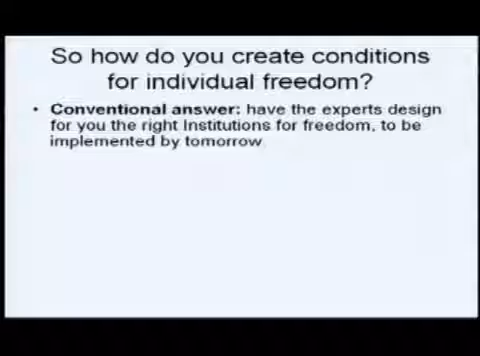 So how do you create conditions
for individual freedom?
• Conventional answer: have the experts design
for you the right Institutions for freedom, to be
implemented by tomorrow